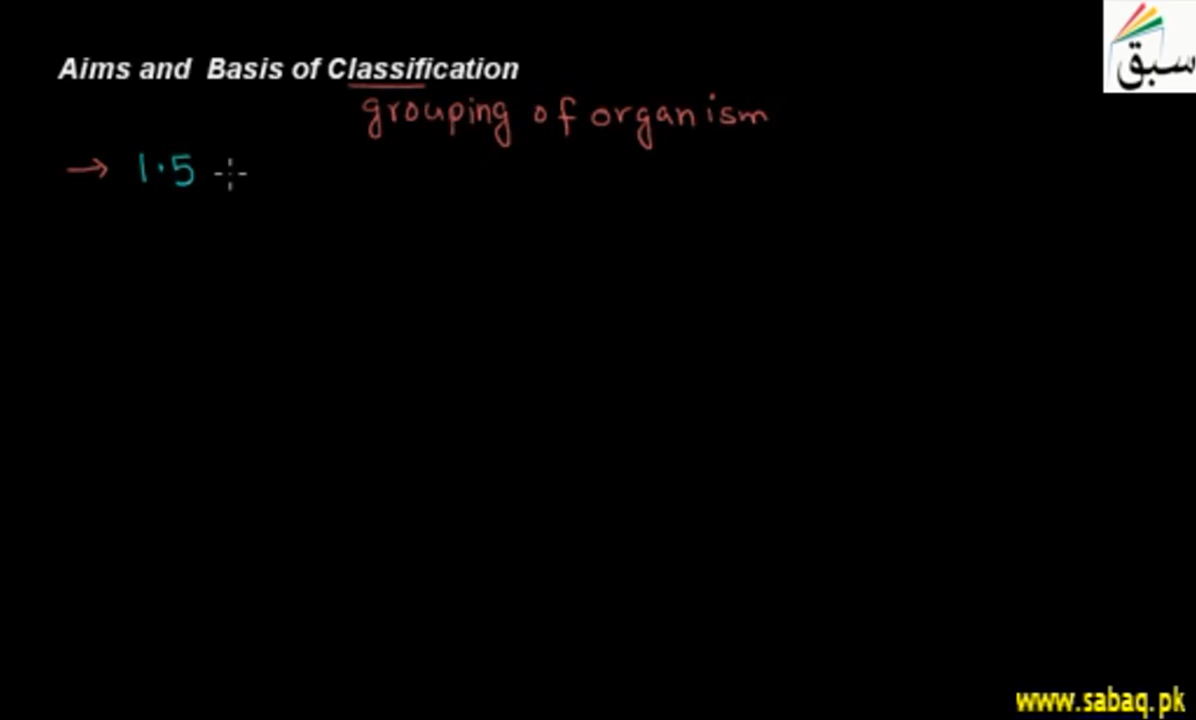 سبق
Aims and Basis of Classification
grouping of organism
→ 1.5
www.sabaq.pk